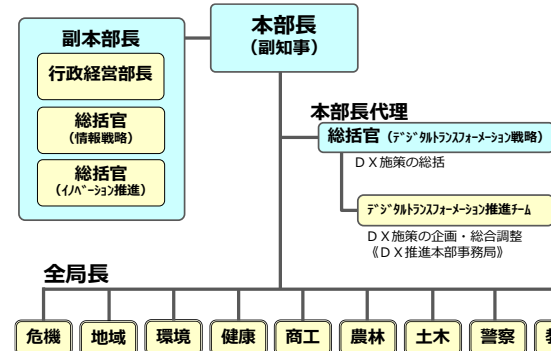 本部長
(副知事)
副本部長
行政経営部長
総括官
(情報戦略)
総括官
(ｲﾉﾍﾞｰｼｮﾝ推進)
本部長代理
総括官(ﾃﾞｼﾞﾀﾙﾄﾗﾝｽﾌｫｰﾒｰｼｮﾝ戦略)
ＤＸ施策の総括
ﾃﾞｼﾞﾀﾙﾄﾗﾝｽﾌｫｰﾒｰｼｮﾝ推進ﾁｰﾑ
ＤＸ施策の企画・総合調整
《ＤＸ推進本部事務局》
全局長
危機 地域 環境 健康 商工 農林 土木 警察